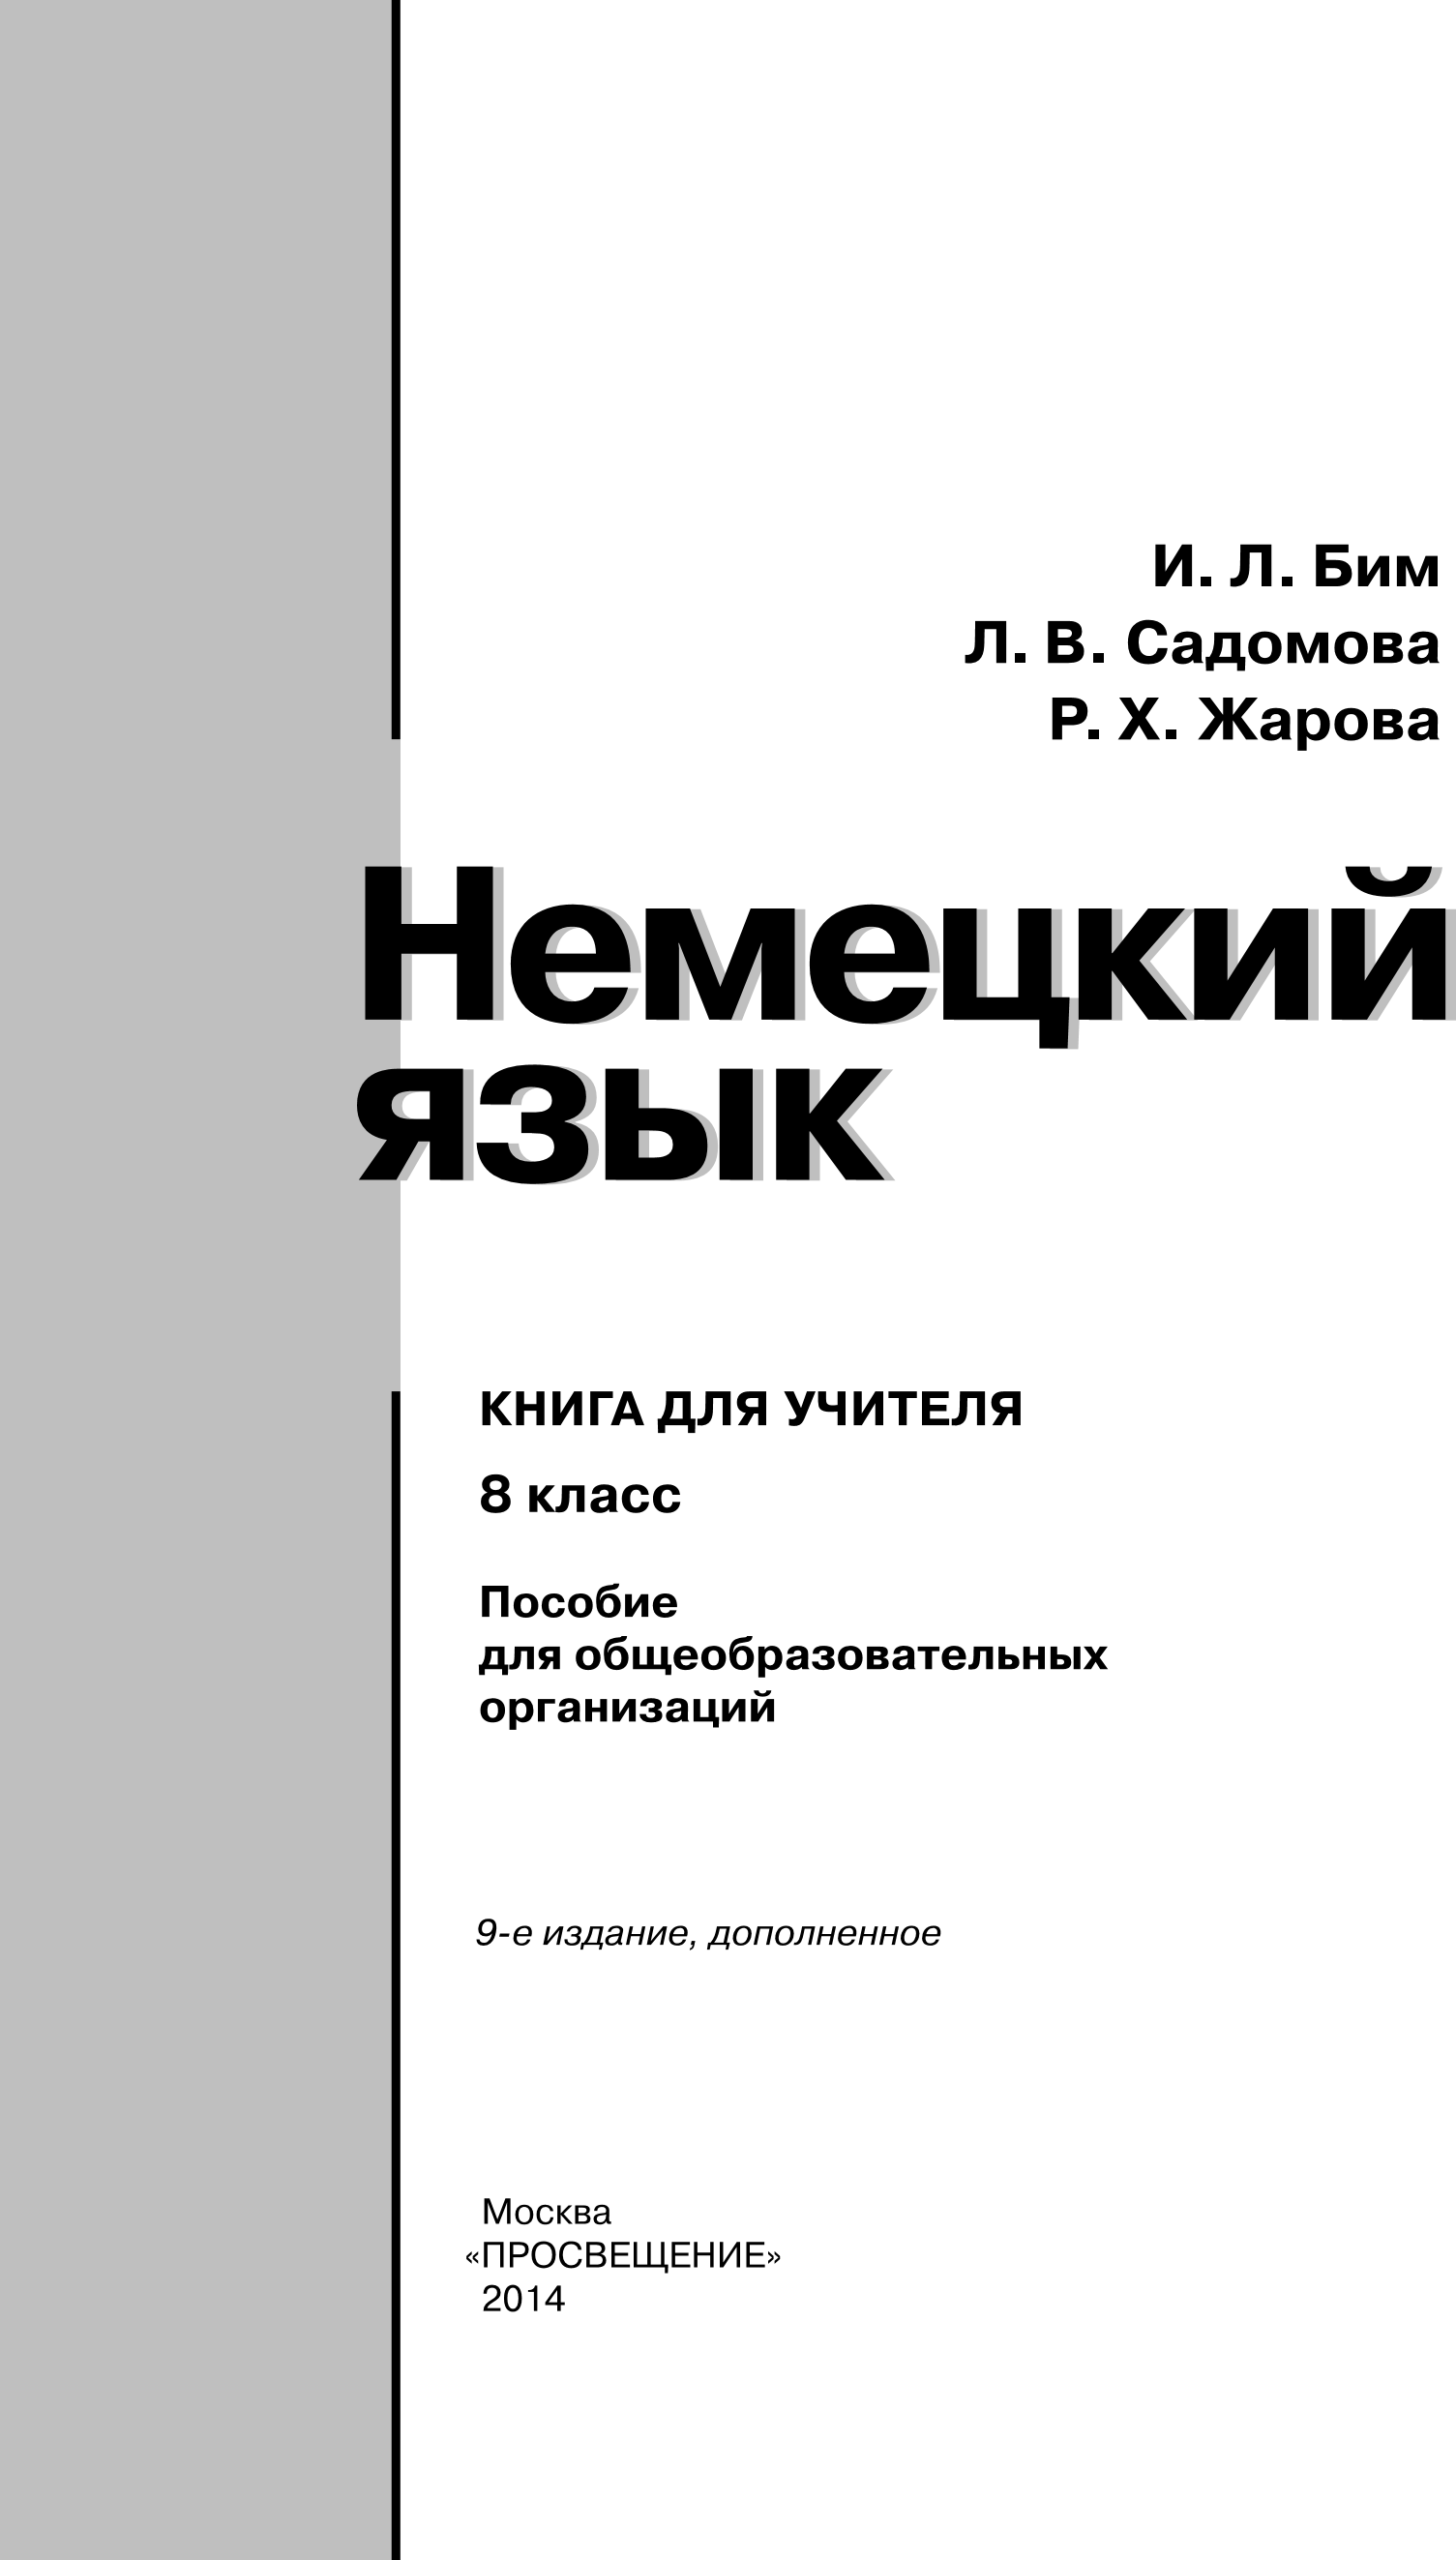 И. Л. Бим
Л. В. Садомова
Р. Х. Жарова
Немецкий
язык
КНИГА ДЛЯ УЧИТЕЛЯ
8 класс
Пособие
для общеобразовательных
организаций
9-е издание, дополненное
Москва
«ПРОСВЕЩЕНИЕ»
2014